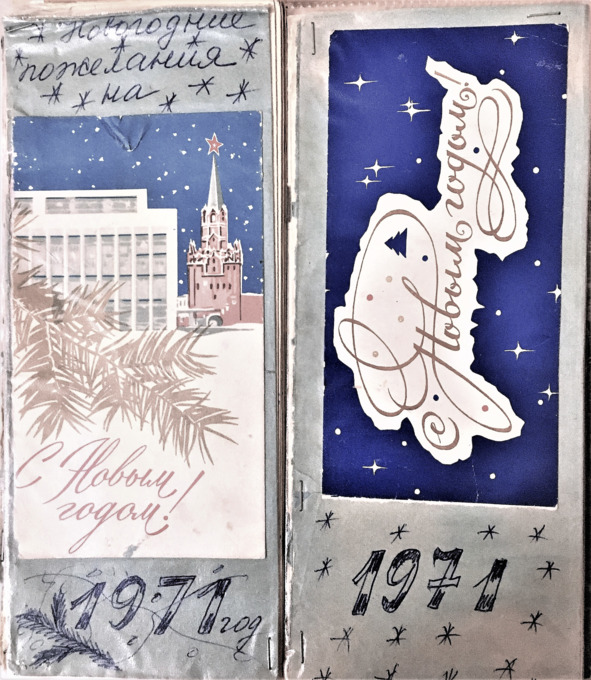 Новогодние
пожелания
на
С Новым
годом!
1971 год
С Новым годом!
1971